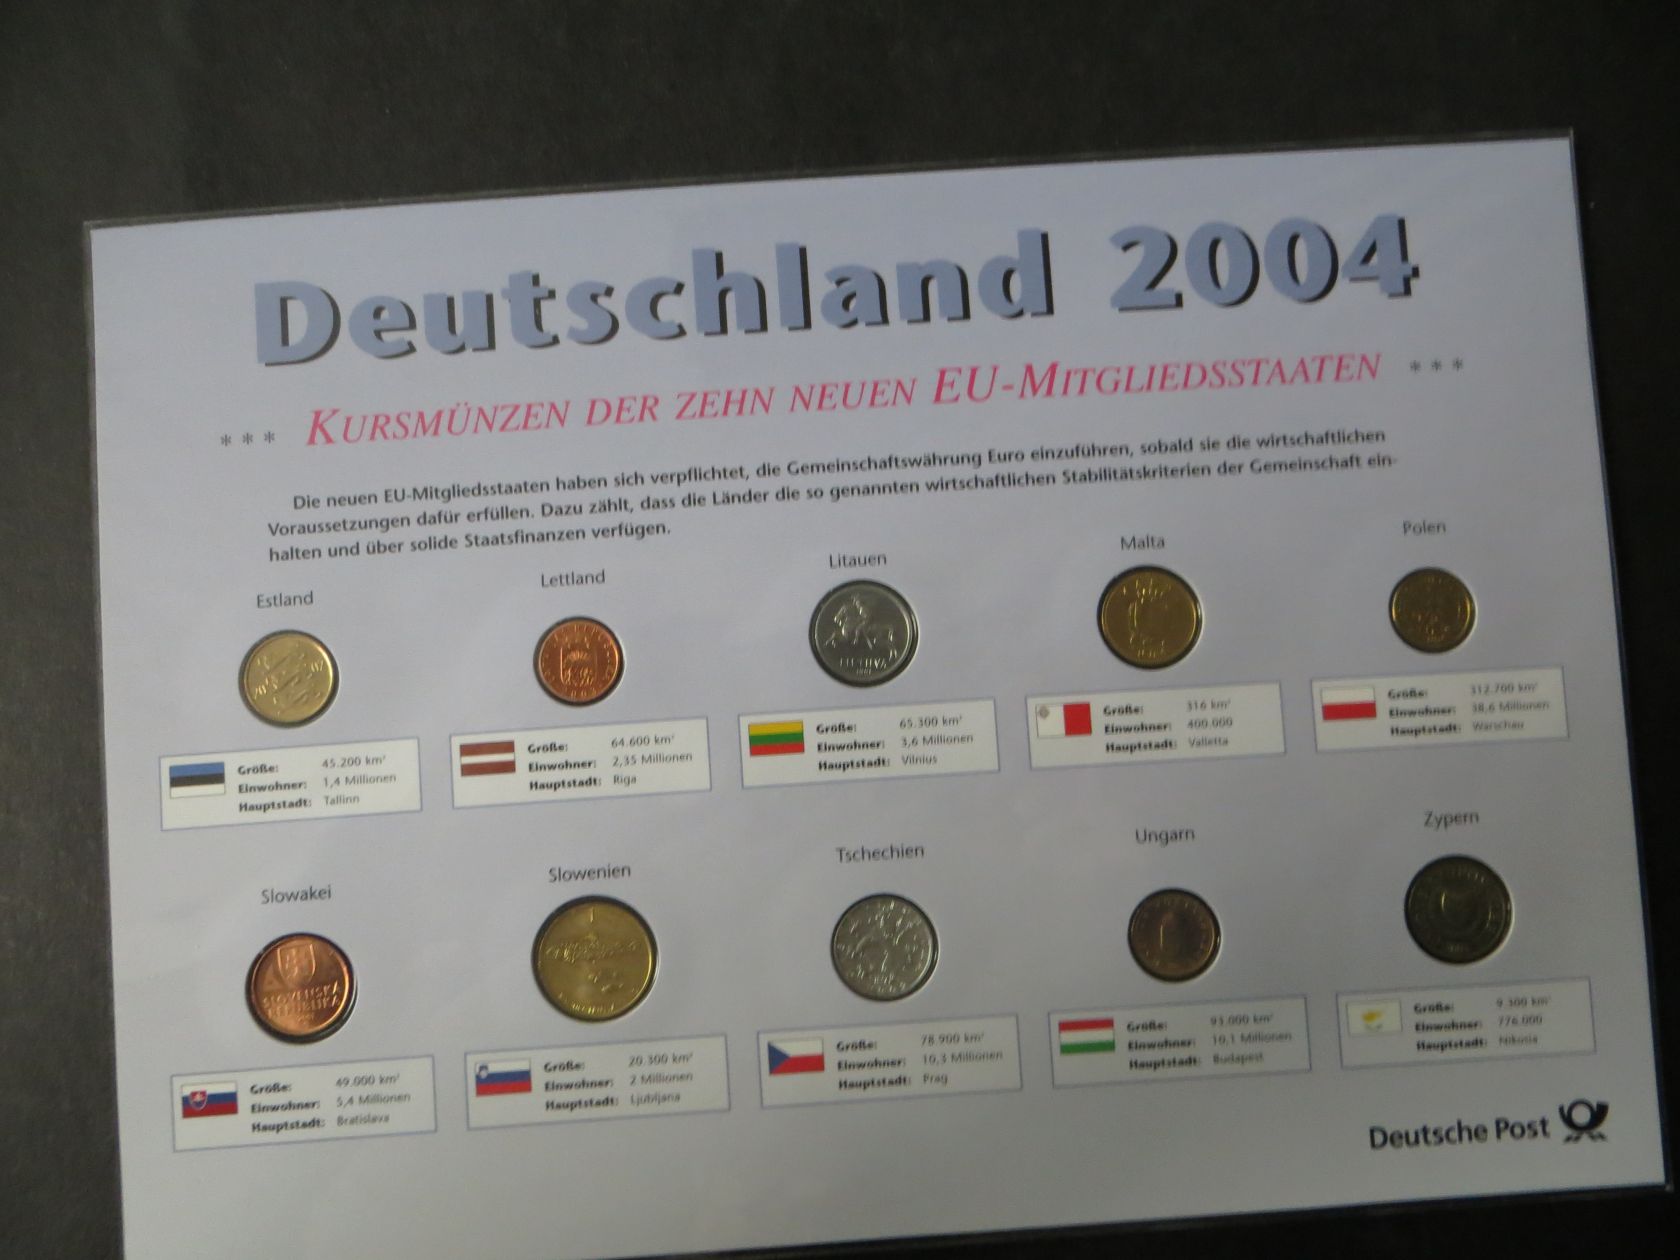 Deutschland 2004
* * * KURSMÜNZEN DER ZEHN NEUEN EU-MITGLIEDSSTAATEN * * *
Die neuen EU-Mitgliedsstaaten haben sich verpflichtet, die Gemeinschaftswährung Euro einzuführen, sobald sie die wirtschaftlichen
Voraussetzungen dafür erfüllen. Dazu zählt, dass die Länder die so genannten wirtschaftlichen Stabilitätskriterien der Gemeinschaft ein-
halten und über solide Staatsfinanzen verfügen.
Estland
Größe: 45.200 km²
Einwohner: 1,4 Millionen
Hauptstadt: Tallinn
Lettland
Größe: 64.600 km²
Einwohner: 2,35 Millionen
Hauptstadt: Riga
Litauen
LIETUVA
Größe: 65.300 km²
Einwohner: 3,6 Millionen
Hauptstadt: Vilnius
Malta
Größe: 316 km²
Einwohner: 400.000
Hauptstadt: Valletta
Polen
Größe: 312.700 km²
Einwohner: 38,6 Millionen
Hauptstadt: Warschau
Slowakei
SLOVENSKÁ
REPUBLIKA
Größe: 49.000 km²
Einwohner: 5,4 Millionen
Hauptstadt: Bratislava
Slowenien
1
Größe: 20.300 km²
Einwohner: 2 Millionen
Hauptstadt: Ljubljana
Tschechien
Größe: 78.900 km²
Einwohner: 10,3 Millionen
Hauptstadt: Prag
Ungarn
Größe: 93.000 km²
Einwohner: 10,1 Millionen
Hauptstadt: Budapest
Zypern
Größe: 9.300 km²
Einwohner: 776.000
Hauptstadt: Nikosia
Deutsche Post